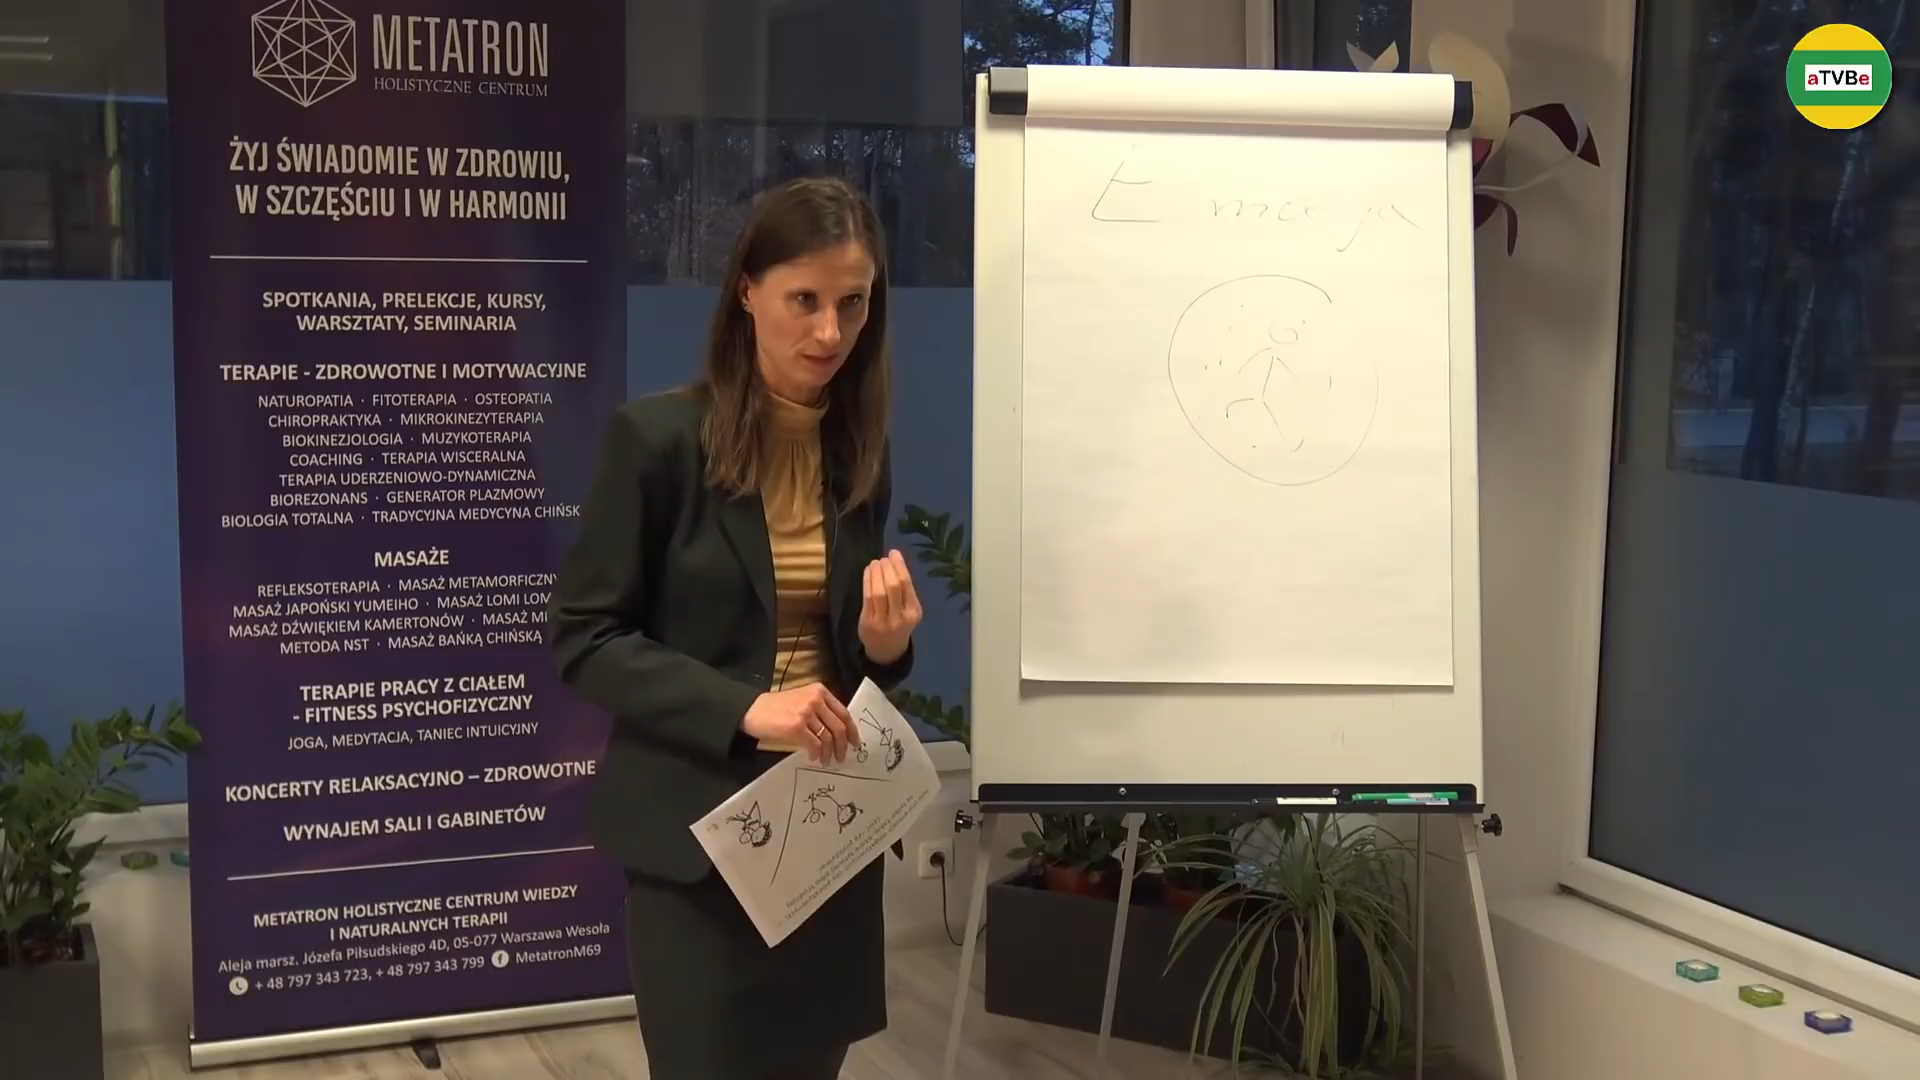 METATRON
HOLISTYCZNE CENTRUM
ŻYJ ŚWIADOMIE W ZDROWIU,
W SZCZĘŚCIU I W HARMONII
SPOTKANIA, PRELEKCJE, KURSY,
WARSZTATY, SEMINARIA
TERAPIE - ZDROWOTNE I MOTYWACYJNE
NATUROPATIA · FITOTERAPIA · OSTEOPATIA
CHIROPRAKTYKA · MIKROKINEZYTERAPIA
BIOKINEZJOLOGIA · MUZYKOTERAPIA
COACHING · TERAPIA WISCERALNA
TERAPIA UDERZENIOWO-DYNAMICZNA
BIOREZONANS · GENERATOR PLAZMOWY
BIOLOGIA TOTALNA · TRADYCYJNA MEDYCYNA CHIŃSK
MASAŻE
REFLEKSOTERAPIA · MASAŻ METAMORFICZNY
MASAŻ JAPOŃSKI YUMEIHO · MASAŻ LOMI LOM
MASAŻ DŹWIĘKIEM KAMERTONÓW · MASAŻ MI
METODA NST · MASAŻ BAŃKĄ CHIŃSKĄ
TERAPIE PRACY Z CIAŁEM
- FITNESS PSYCHOFIZYCZNY
JOGA, MEDYTACJA, TANIEC INTUICYJNY
KONCERTY RELAKSACYJNO – ZDROWOTNE
WYNAJEM SALI I GABINETÓW
METATRON HOLISTYCZNE CENTRUM WIEDZY
I NATURALNYCH TERAPII
Aleja marsz. Józefa Piłsudskiego 4D, 05-077 Warszawa Wesoła
+ 48 797 343 723, + 48 797 343 799 f MetatronM69
Emocja
aTVBe